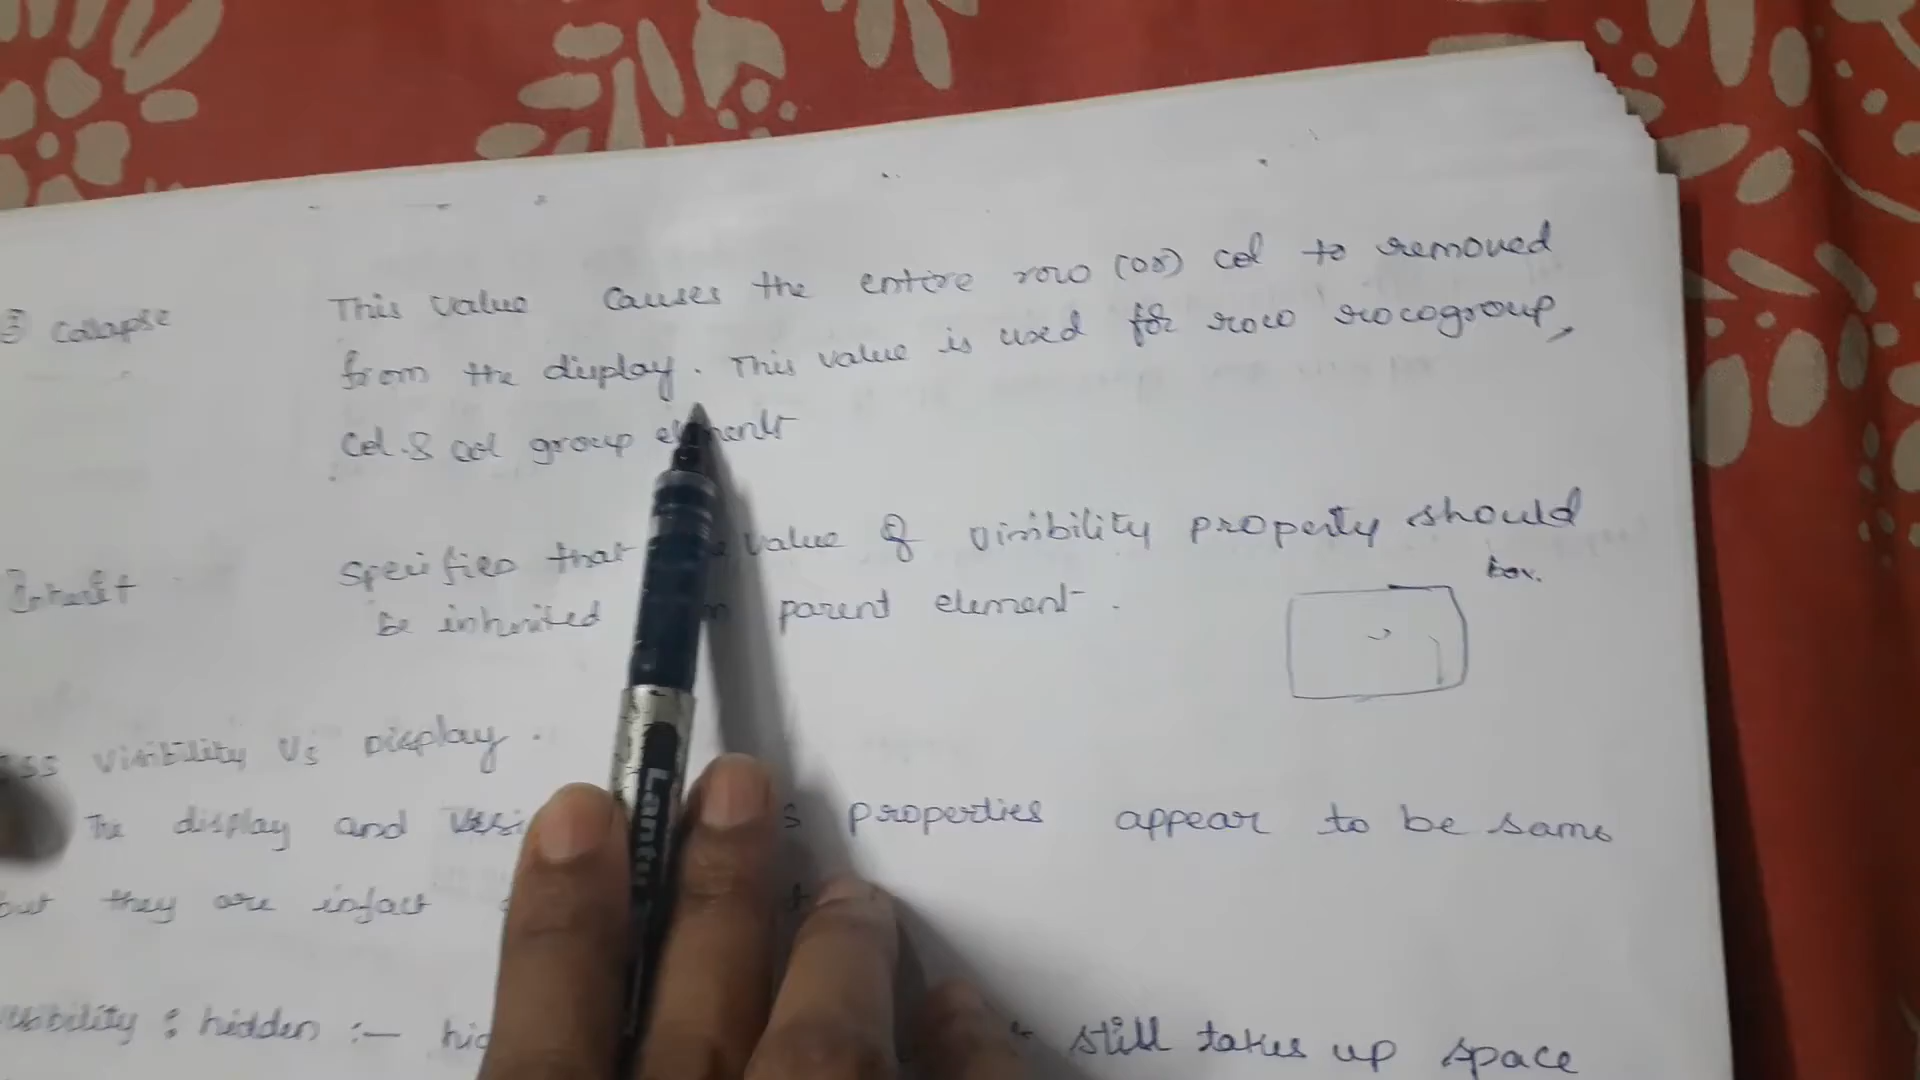 ③ Collapse This value causes the entire row (or) col to removed
from the display. This value is used for row rowgroup,
col & col group elements
Inherit Specifies that value of visibility property should
be inherited parent element.
box.
CSS visibility Vs Display.
The display and properties appear to be same
but they are infact
visibility : hidden :- still takes up space